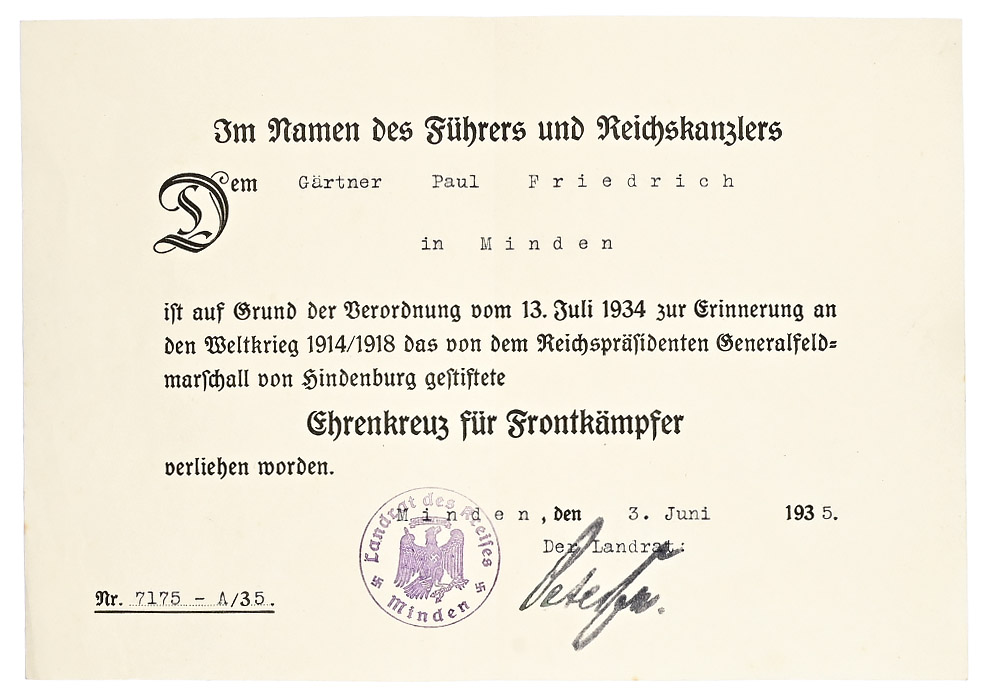 Im Namen des Führers und Reichskanzlers
Dem Gärtner Paul Friedrich
in Minden
ist auf Grund der Verordnung vom 13. Juli 1934 zur Erinnerung an
den Weltkrieg 1914/1918 das von dem Reichspräsidenten Generalfeld=
marschall von Hindenburg gestiftete
Ehrenkreuz für Frontkämpfer
verliehen worden.
Minden, den 3. Juni 1935.
Der Landrat:
Landrat des Kreises
Minden
Nr. 7175 - A/35.